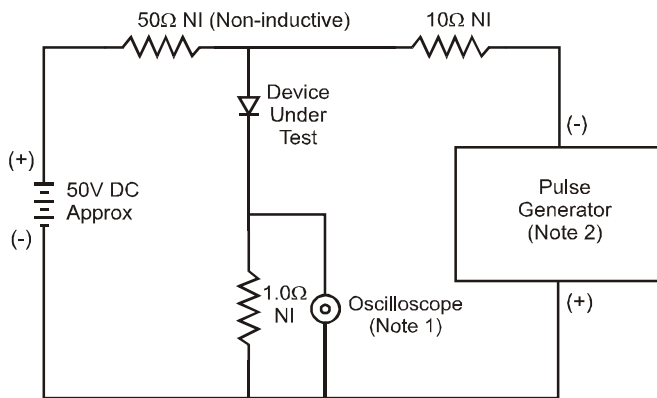 50Ω NI (Non-inductive)
10Ω NI
Device
Under
Test
(-)
(+)
50V DC
Approx
(-)
Pulse
Generator
(Note 2)
1.0Ω
NI
Oscilloscope
(Note 1)
(+)